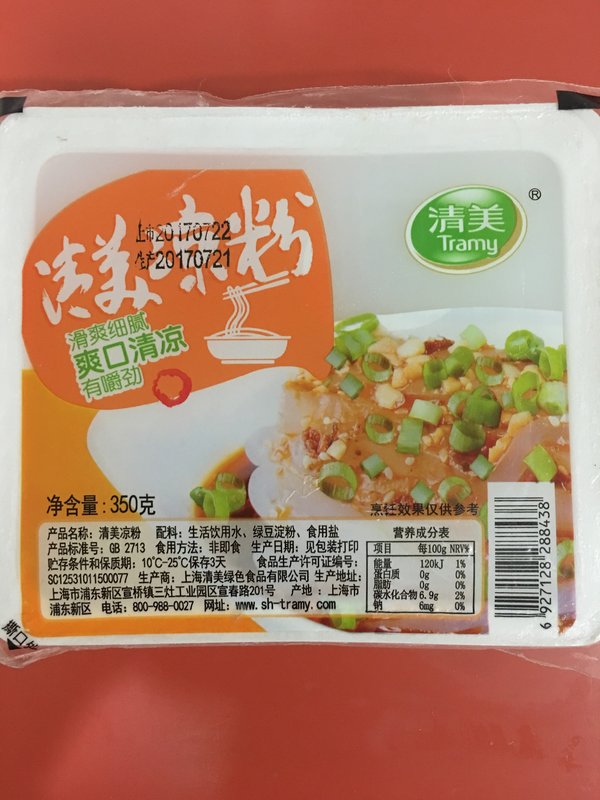 清美
®
Tramy
清美凉粉
上市20170722
生产20170721
滑爽细腻
爽口清凉
有嚼劲
净含量:350克
烹饪效果仅供参考
产品名称:清美凉粉 配料:生活饮用水、绿豆淀粉、食用盐
产品标准号:GB 2713 食用方法:非即食 生产日期:见包装打印
贮存条件和保质期:10℃-25℃保存3天 食品生产许可证编号:
SC12531011500077 生产商:上海清美绿色食品有限公司 生产地址:
上海市浦东新区宣桥镇三灶工业园区宣春路201号 产地:上海市
浦东新区 电话:800-988-0027 网址:www.sh-tramy.com
营养成分表
项目 每100g NRV%
能量 120kJ 1%
蛋白质 0g 0%
脂肪 0g 0%
碳水化合物 6.9g 2%
钠 6mg 0%
6 927128 288438
撕口